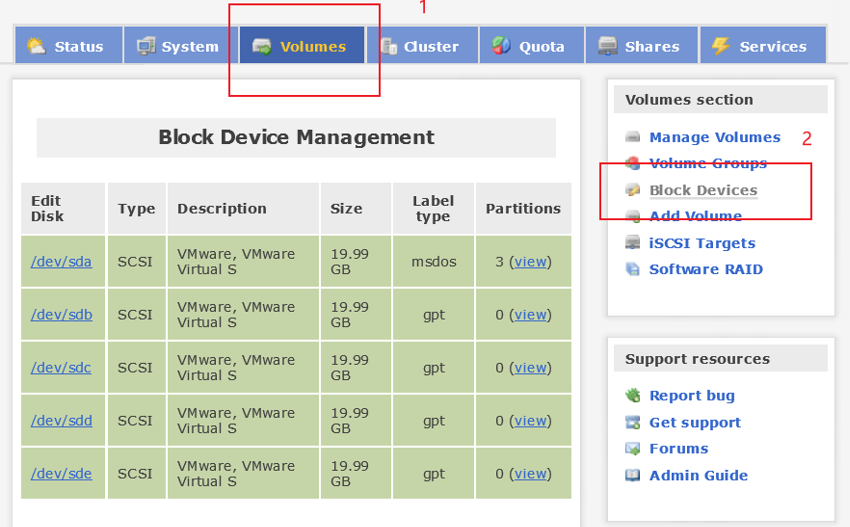 1
Status System Volumes Cluster Quota Shares Services
Block Device Management
Edit Disk Type Description Size Label type Partitions
/dev/sda SCSI VMware, VMware Virtual S 19.99 GB msdos 3 (view)
/dev/sdb SCSI VMware, VMware Virtual S 19.99 GB gpt 0 (view)
/dev/sdc SCSI VMware, VMware Virtual S 19.99 GB gpt 0 (view)
/dev/sdd SCSI VMware, VMware Virtual S 19.99 GB gpt 0 (view)
/dev/sde SCSI VMware, VMware Virtual S 19.99 GB gpt 0 (view)
Volumes section
Manage Volumes 2
Volume Groups
Block Devices
Add Volume
iSCSI Targets
Software RAID
Support resources
Report bug
Get support
Forums
Admin Guide